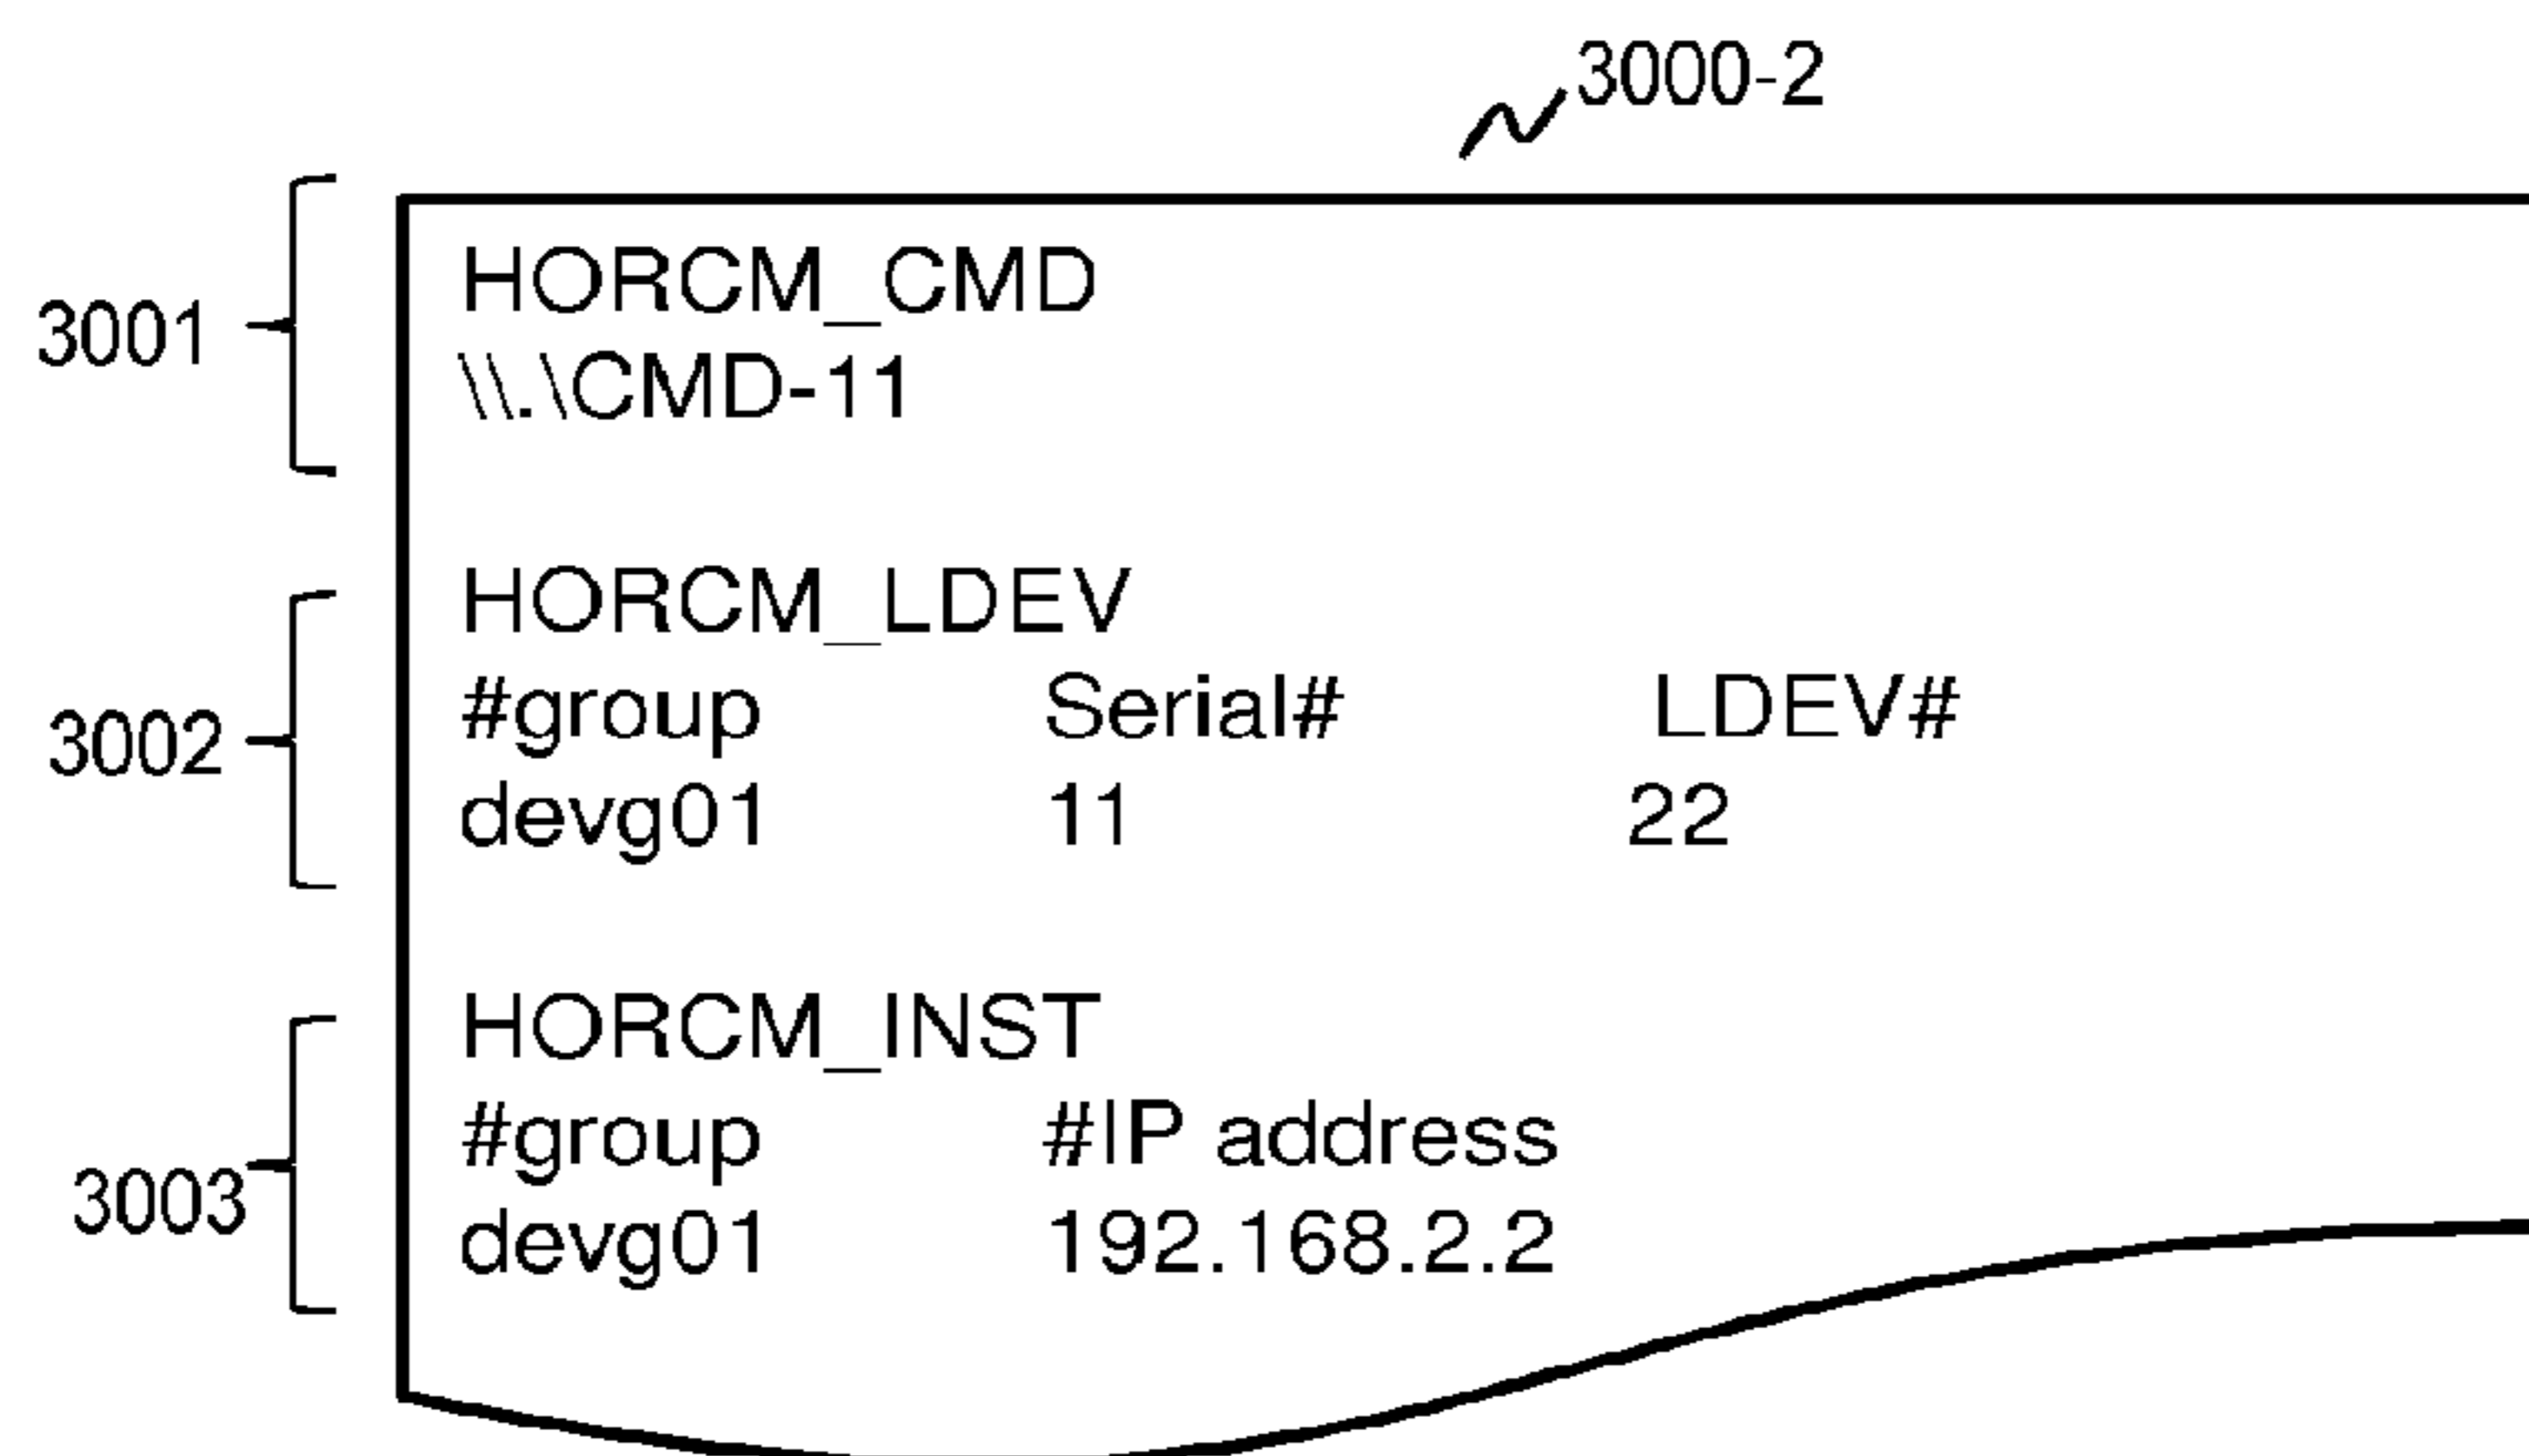 3000-2
3001
HORCM_CMD
\\.\CMD-11
3002
HORCM_LDEV
#group Serial# LDEV#
devg01 11 22
3003
HORCM_INST
#group #IP address
devg01 192.168.2.2